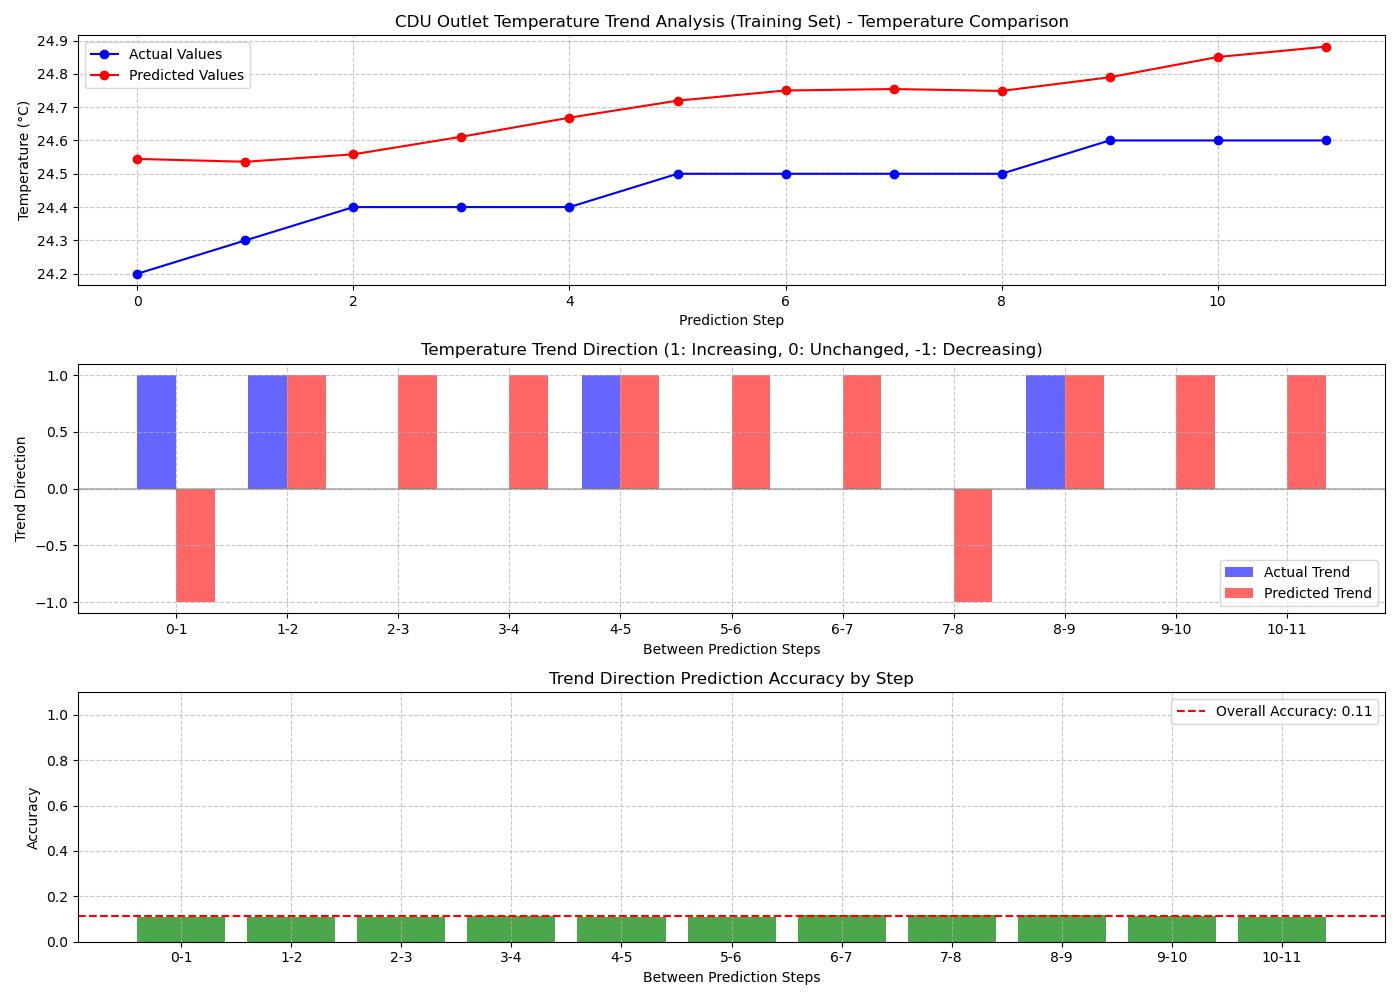 CDU Outlet Temperature Trend Analysis (Training Set) - Temperature Comparison
24.9
24.8
24.7
24.6
24.5
24.4
24.3
24.2
Temperature (°C)
Actual Values
Predicted Values
0 2 4 6 8 10
Prediction Step
Temperature Trend Direction (1: Increasing, 0: Unchanged, -1: Decreasing)
1.0
0.5
0.0
−0.5
−1.0
Trend Direction
Actual Trend
Predicted Trend
0-1 1-2 2-3 3-4 4-5 5-6 6-7 7-8 8-9 9-10 10-11
Between Prediction Steps
Trend Direction Prediction Accuracy by Step
1.0
0.8
0.6
0.4
0.2
0.0
Accuracy
Overall Accuracy: 0.11
0-1 1-2 2-3 3-4 4-5 5-6 6-7 7-8 8-9 9-10 10-11
Between Prediction Steps